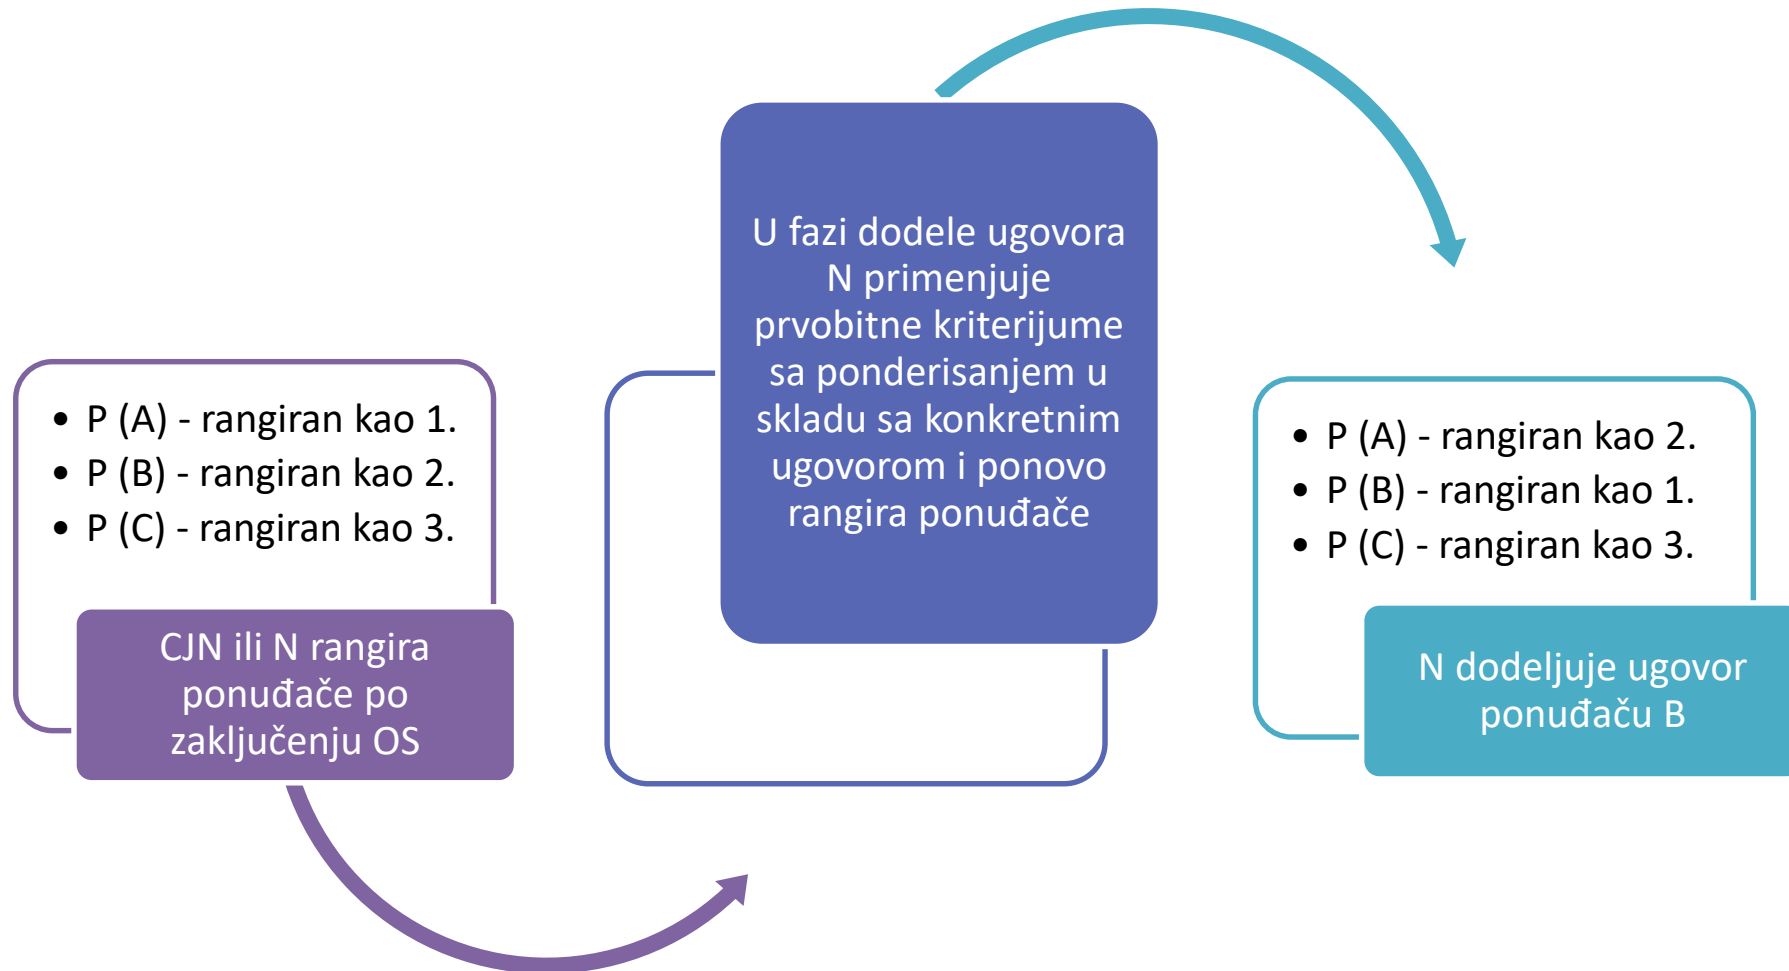 • P (A) - rangiran kao 1.
• P (B) - rangiran kao 2.
• P (C) - rangiran kao 3.
CJN ili N rangira
ponuđače po
zaključenju OS
U fazi dodele ugovora
N primenjuje
prvobitne kriterijume
sa ponderisanjem u
skladu sa konkretnim
ugovorom i ponovo
rangira ponuđače
• P (A) - rangiran kao 2.
• P (B) - rangiran kao 1.
• P (C) - rangiran kao 3.
N dodeljuje ugovor
ponuđaču B